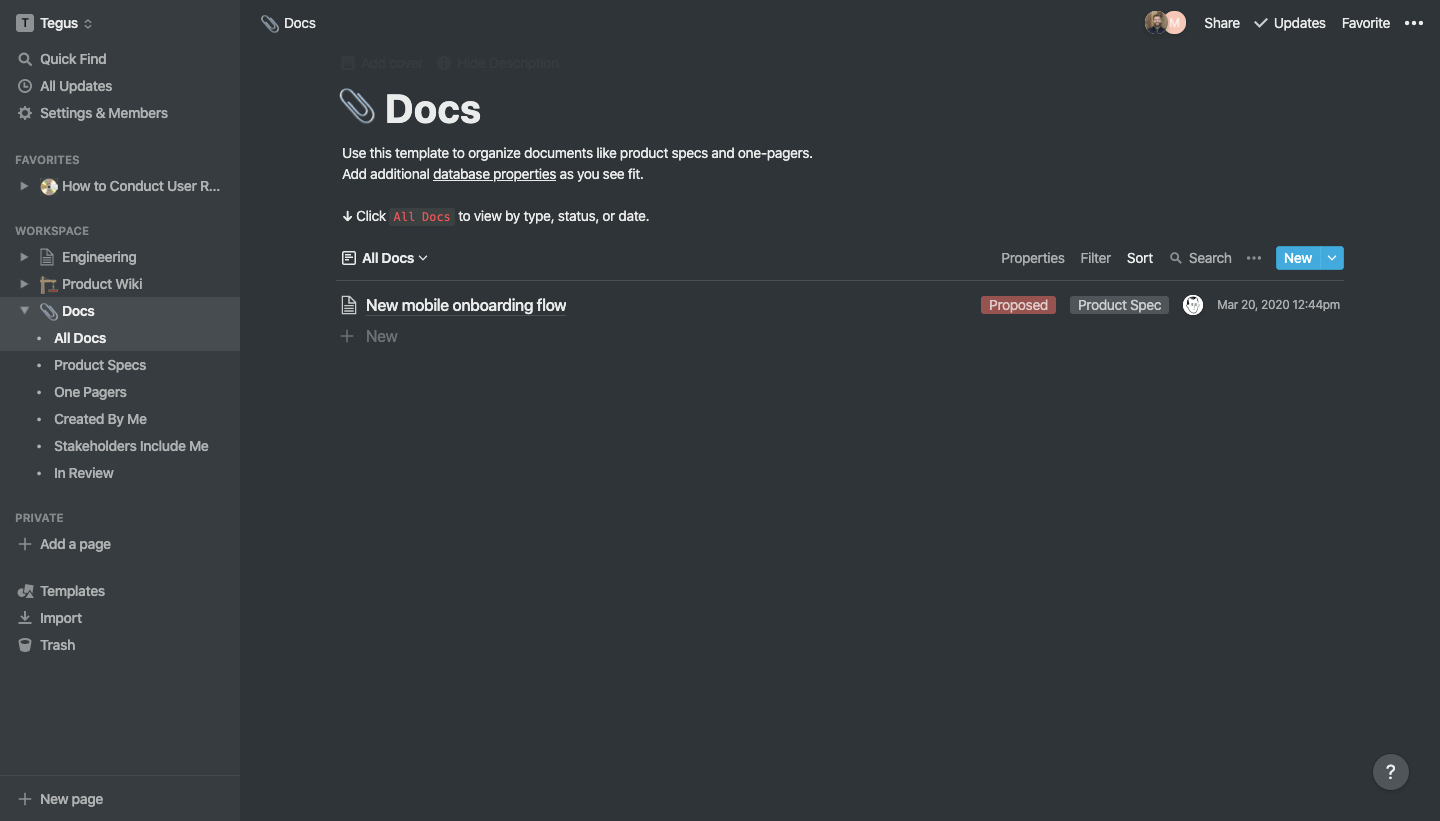 T Tegus
Quick Find
All Updates
Settings & Members
FAVORITES
How to Conduct User R...
WORKSPACE
Engineering
Product Wiki
Docs
All Docs
Product Specs
One Pagers
Created By Me
Stakeholders Include Me
In Review
PRIVATE
Add a page
Templates
Import
Trash
New page
Docs
M
Share
Updates
Favorite
Add cover
Hide Description
Docs
Use this template to organize documents like product specs and one-pagers.
Add additional database properties as you see fit.
↓ Click All Docs to view by type, status, or date.
All Docs
Properties
Filter
Sort
Search
New
New mobile onboarding flow
Proposed
Product Spec
Mar 20, 2020 12:44pm
New
?